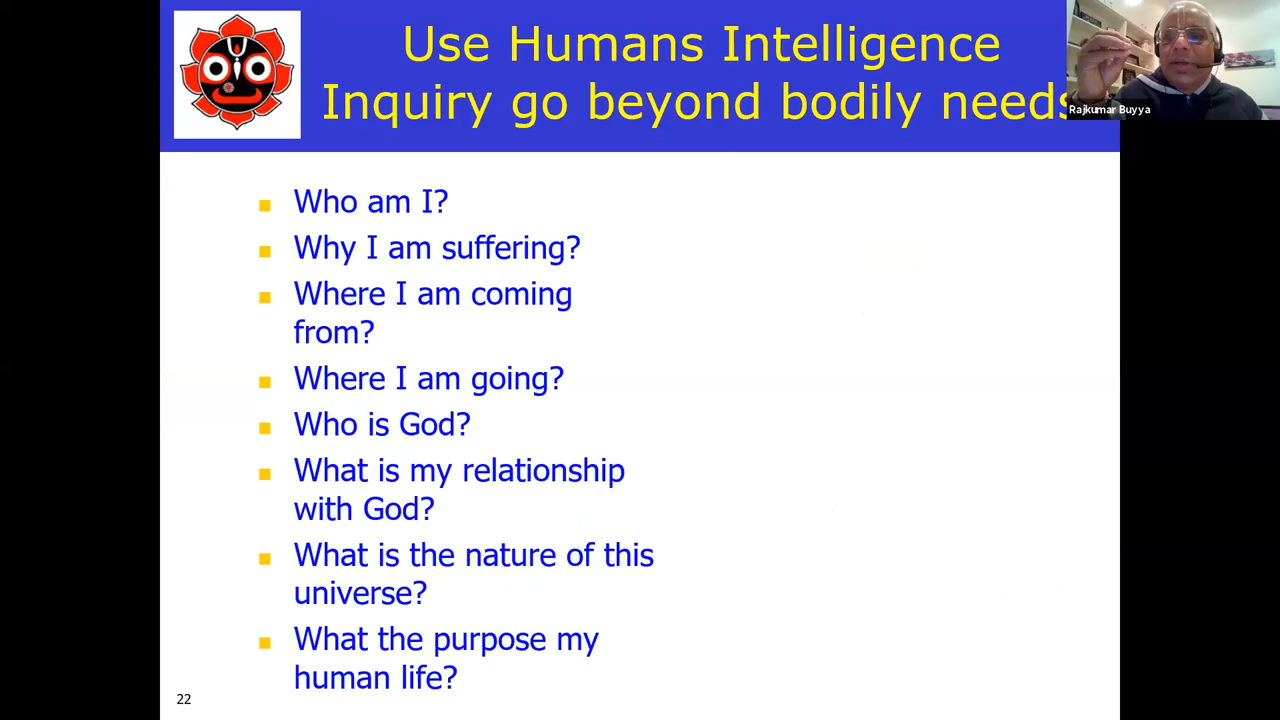 Use Humans Intelligence
Inquiry go beyond bodily needs
Rajkumar Buyya
Who am I?
Why I am suffering?
Where I am coming
from?
Where I am going?
Who is God?
What is my relationship
with God?
What is the nature of this
universe?
What the purpose my
human life?
22